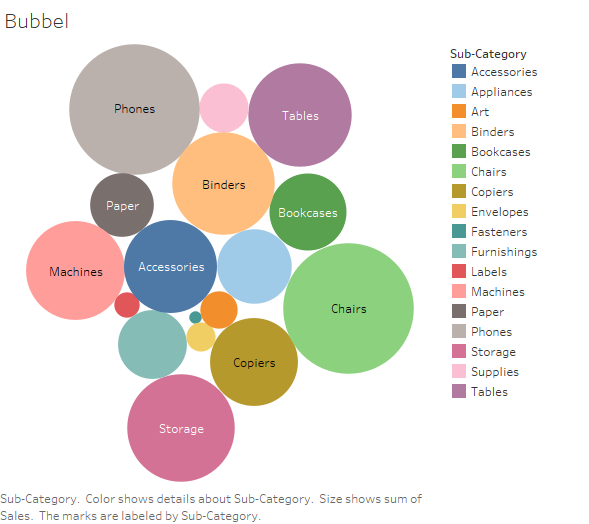 Bubbel
Sub-Category
Accessories
Appliances
Art
Binders
Bookcases
Chairs
Copiers
Envelopes
Fasteners
Furnishings
Labels
Machines
Paper
Phones
Storage
Supplies
Tables
Phones
Tables
Binders
Paper
Bookcases
Machines
Accessories
Chairs
Copiers
Storage
Sub-Category.  Color shows details about Sub-Category.  Size shows sum of
Sales.  The marks are labeled by Sub-Category.